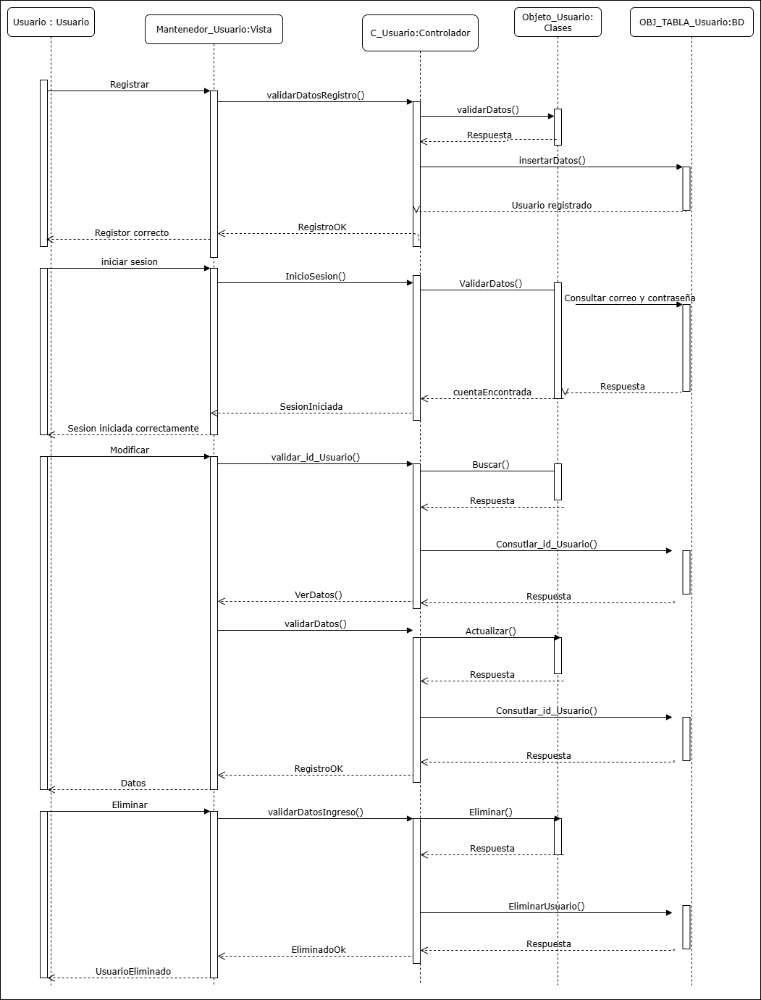 Usuario : Usuario
Mantenedor_Usuario:Vista
C_Usuario:Controlador
Objeto_Usuario:
Clases
OBJ_TABLA_Usuario:BD
Registrar
validarDatosRegistro()
validarDatos()
Respuesta
insertarDatos()
Usuario registrado
RegistroOK
Registor correcto
iniciar sesion
InicioSesion()
ValidarDatos()
Consultar correo y contraseña
Respuesta
cuentaEncontrada
SesionIniciada
Sesion iniciada correctamente
Modificar
validar_id_Usuario()
Buscar()
Respuesta
Consutlar_id_Usuario()
VerDatos()
Respuesta
validarDatos()
Actualizar()
Respuesta
Consutlar_id_Usuario()
Respuesta
RegistroOK
Datos
Eliminar
validarDatosIngreso()
Eliminar()
Respuesta
EliminarUsuario()
Respuesta
EliminadoOk
UsuarioEliminado